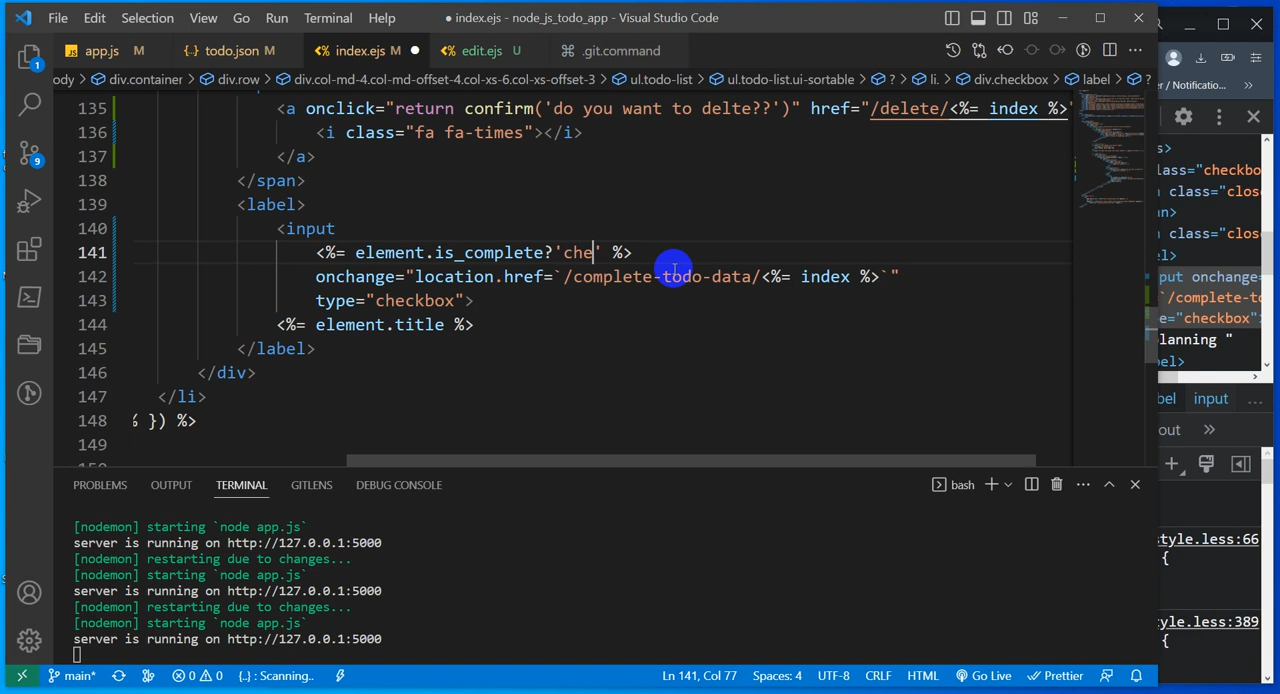 File Edit Selection View Go Run Terminal Help ● index.ejs - node_js_todo_app - Visual Studio Code
JS app.js M {..} todo.json M <% index.ejs M ● <% edit.ejs U .git.command
ody > div.container > div.row > div.col-md-4.col-md-offset-4.col-xs-6.col-xs-offset-3 > ul.todo-list > ul.todo-list.ui-sortable > ? > li. > div.checkbox > label > ?
135 <a onclick="return confirm('do you want to delte??')" href="/delete/<%= index %>"
136 <i class="fa fa-times"></i>
137 </a>
138 </span>
139 <label>
140 <input
141 <%= element.is_complete?'che' %>
142 onchange="location.href=`/complete-todo-data/<%= index %>`"
143 type="checkbox">
144 <%= element.title %>
145 </label>
146 </div>
147 </li>
148 % }) %>
149
PROBLEMS OUTPUT TERMINAL GITLENS DEBUG CONSOLE bash
[nodemon] starting `node app.js`
server is running on http://127.0.0.1:5000
[nodemon] restarting due to changes...
[nodemon] starting `node app.js`
server is running on http://127.0.0.1:5000
[nodemon] restarting due to changes...
[nodemon] starting `node app.js`
server is running on http://127.0.0.1:5000
main* 0 0 {..} : Scanning.. Ln 141, Col 77 Spaces: 4 UTF-8 CRLF HTML Go Live Prettier
1
9
er / Notificatio... »
s>
lass="checkbo
n class="clos
an>
el>
put onchange=
`/complete-to
e="checkbox">
lanning "
bel>
bel input ...
out »
style.less:66
{
tyle.less:389
{